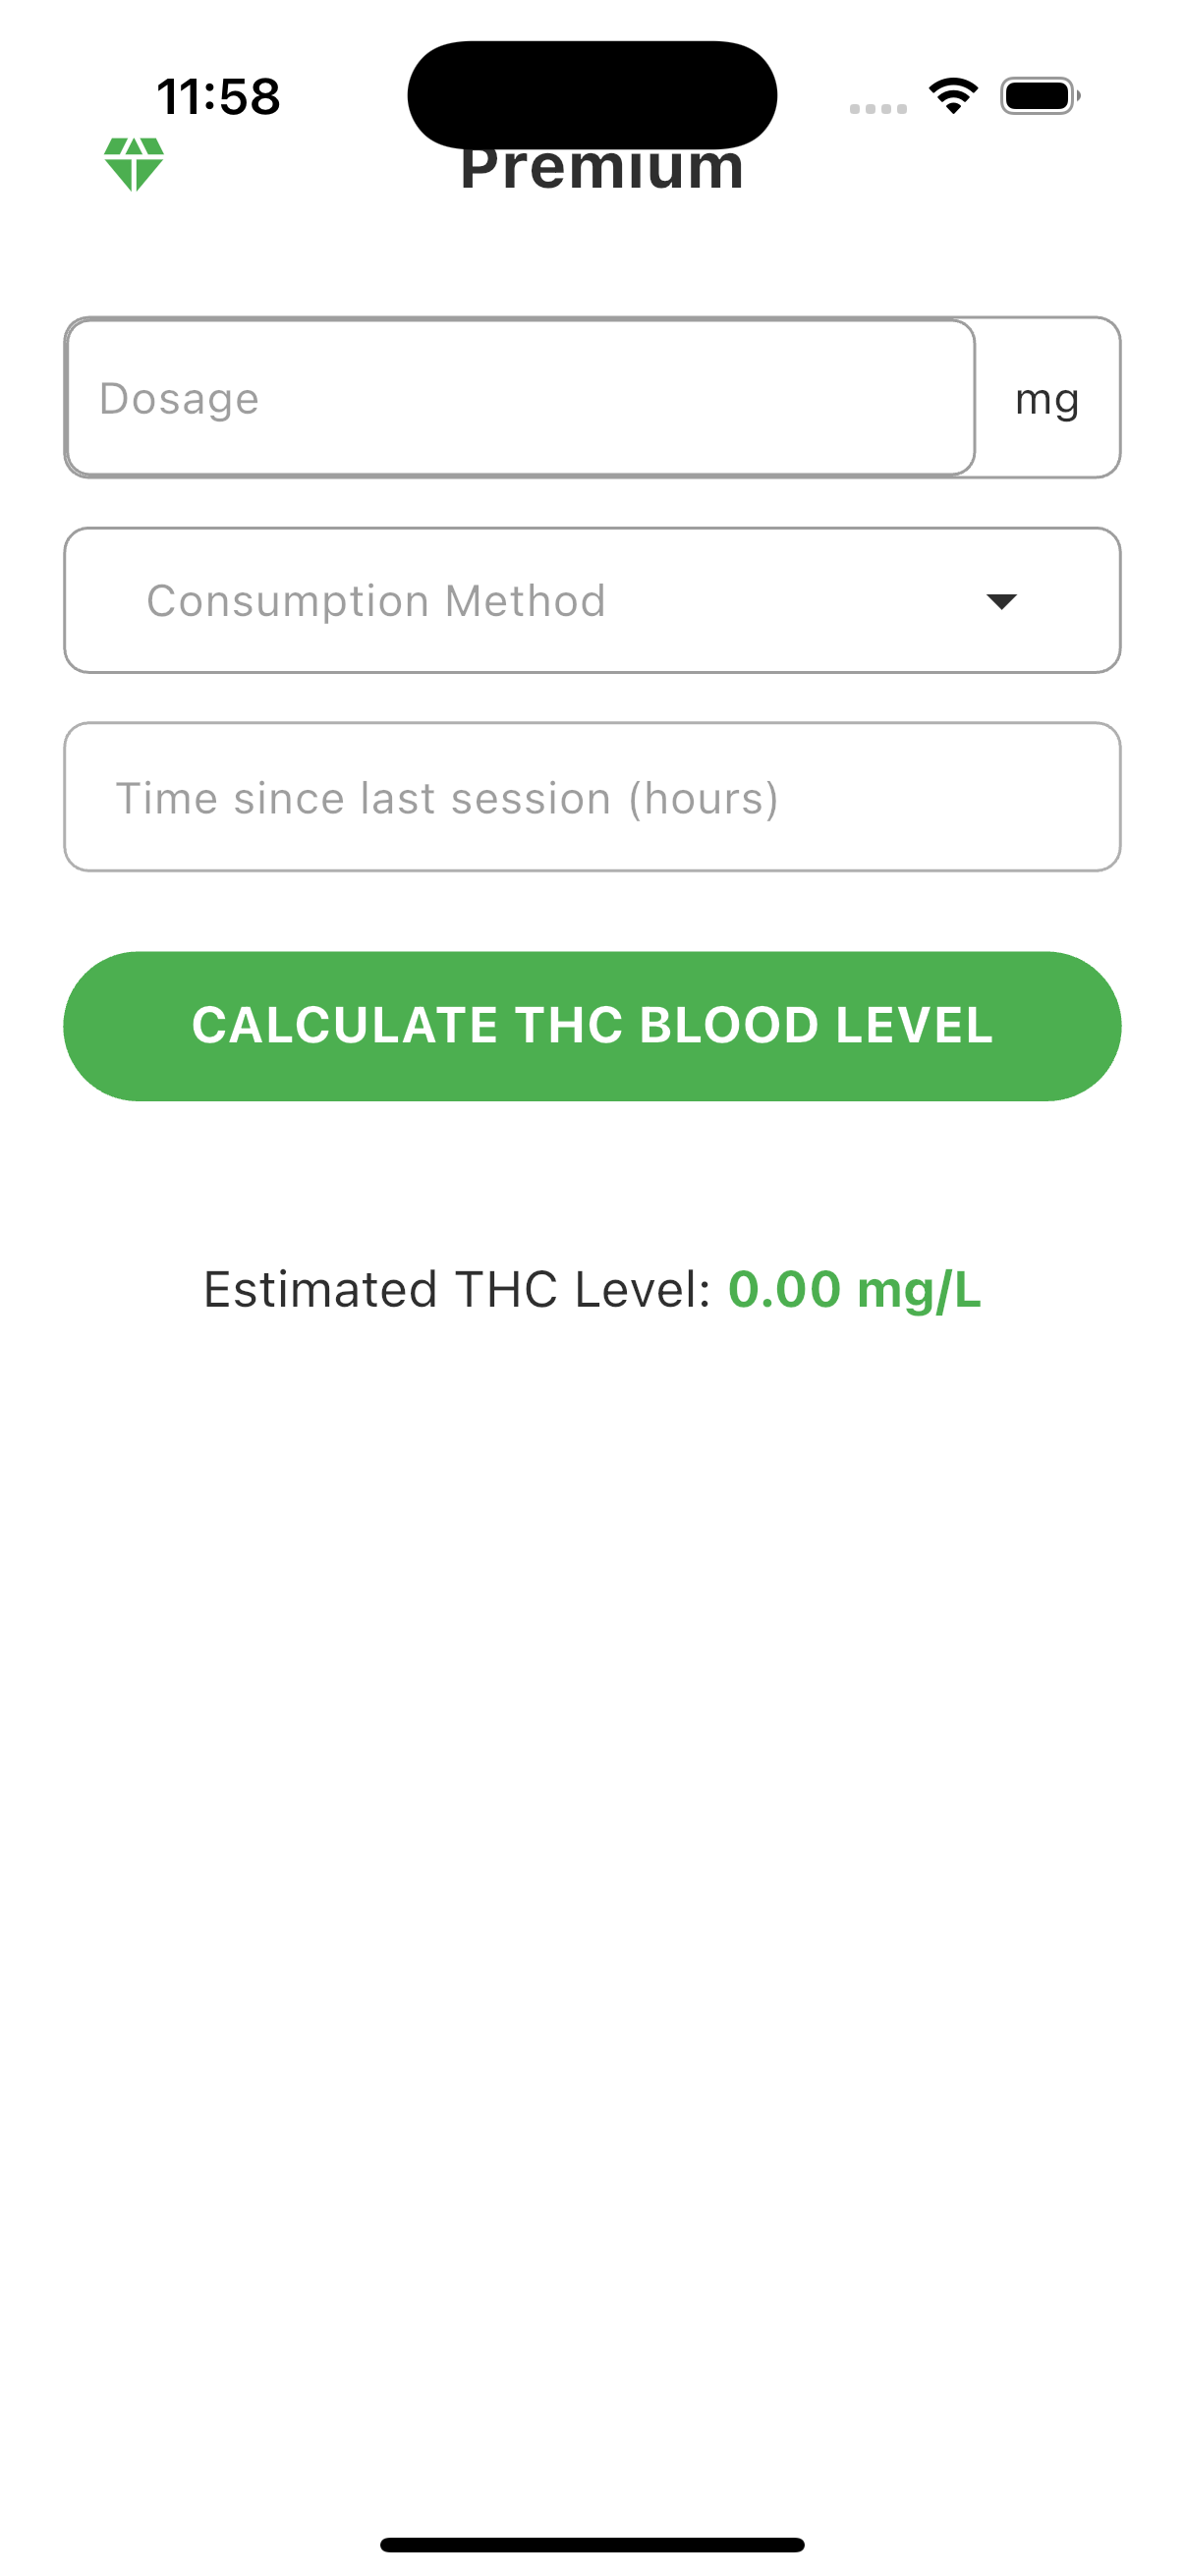 11:58
Premium
Dosage
mg
Consumption Method
Time since last session (hours)
CALCULATE THC BLOOD LEVEL
Estimated THC Level: 0.00 mg/L